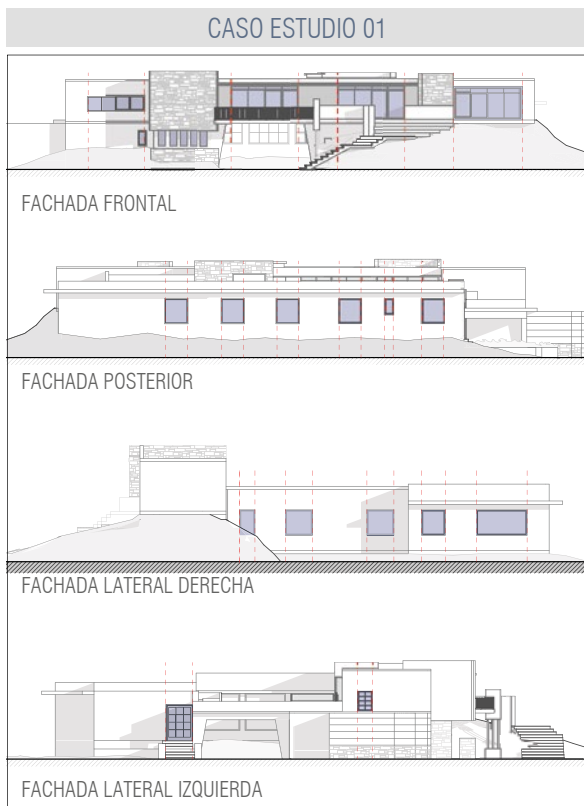 CASO ESTUDIO 01
FACHADA FRONTAL
FACHADA POSTERIOR
FACHADA LATERAL DERECHA
FACHADA LATERAL IZQUIERDA